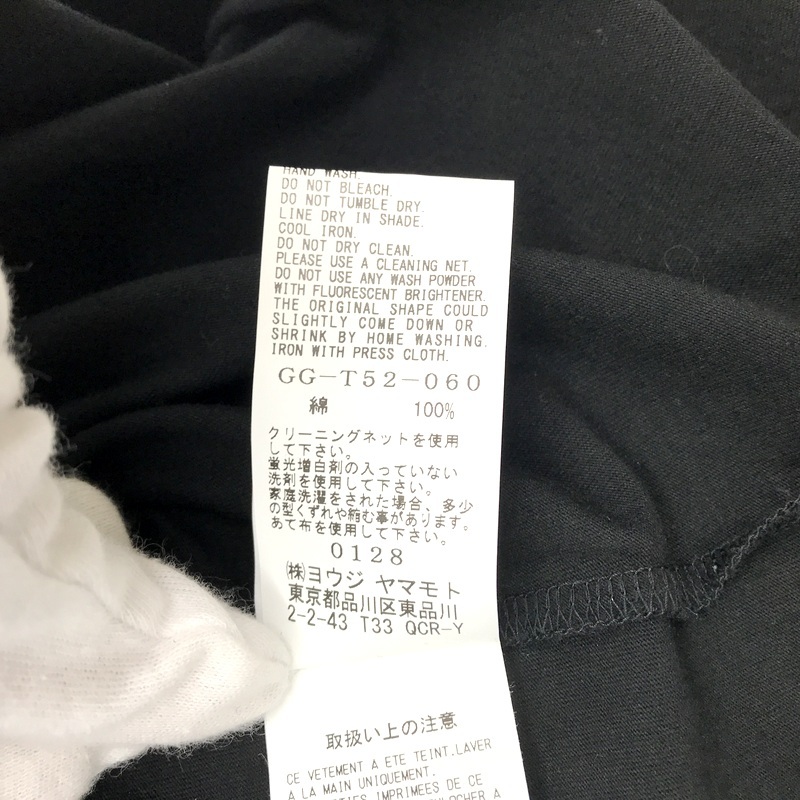 HAND WASH.
DO NOT BLEACH.
DO NOT TUMBLE DRY.
LINE DRY IN SHADE.
COOL IRON.
DO NOT DRY CLEAN.
PLEASE USE A CLEANING NET.
DO NOT USE ANY WASH POWDER
WITH FLUORESCENT BRIGHTENER.
THE ORIGINAL SHAPE COULD
SLIGHTLY COME DOWN OR
SHRINK BY HOME WASHING.
IRON WITH PRESS CLOTH.
GG-T52-060
綿 100%
クリーニングネットを使用
して下さい。
蛍光増白剤の入っていない
洗剤を使用して下さい。
家庭洗濯をされた場合、多少
の型くずれや縮む事があります。
あて布を使用して下さい。
0128
㈱ヨウジ ヤマモト
東京都品川区東品川
2-2-43 T33 QCR-Y
取扱い上の注意
CE VETEMENT A ETE TEINT.LAVER
A LA MAIN UNIQUEMENT.
IMPRIMEES DE CE
A